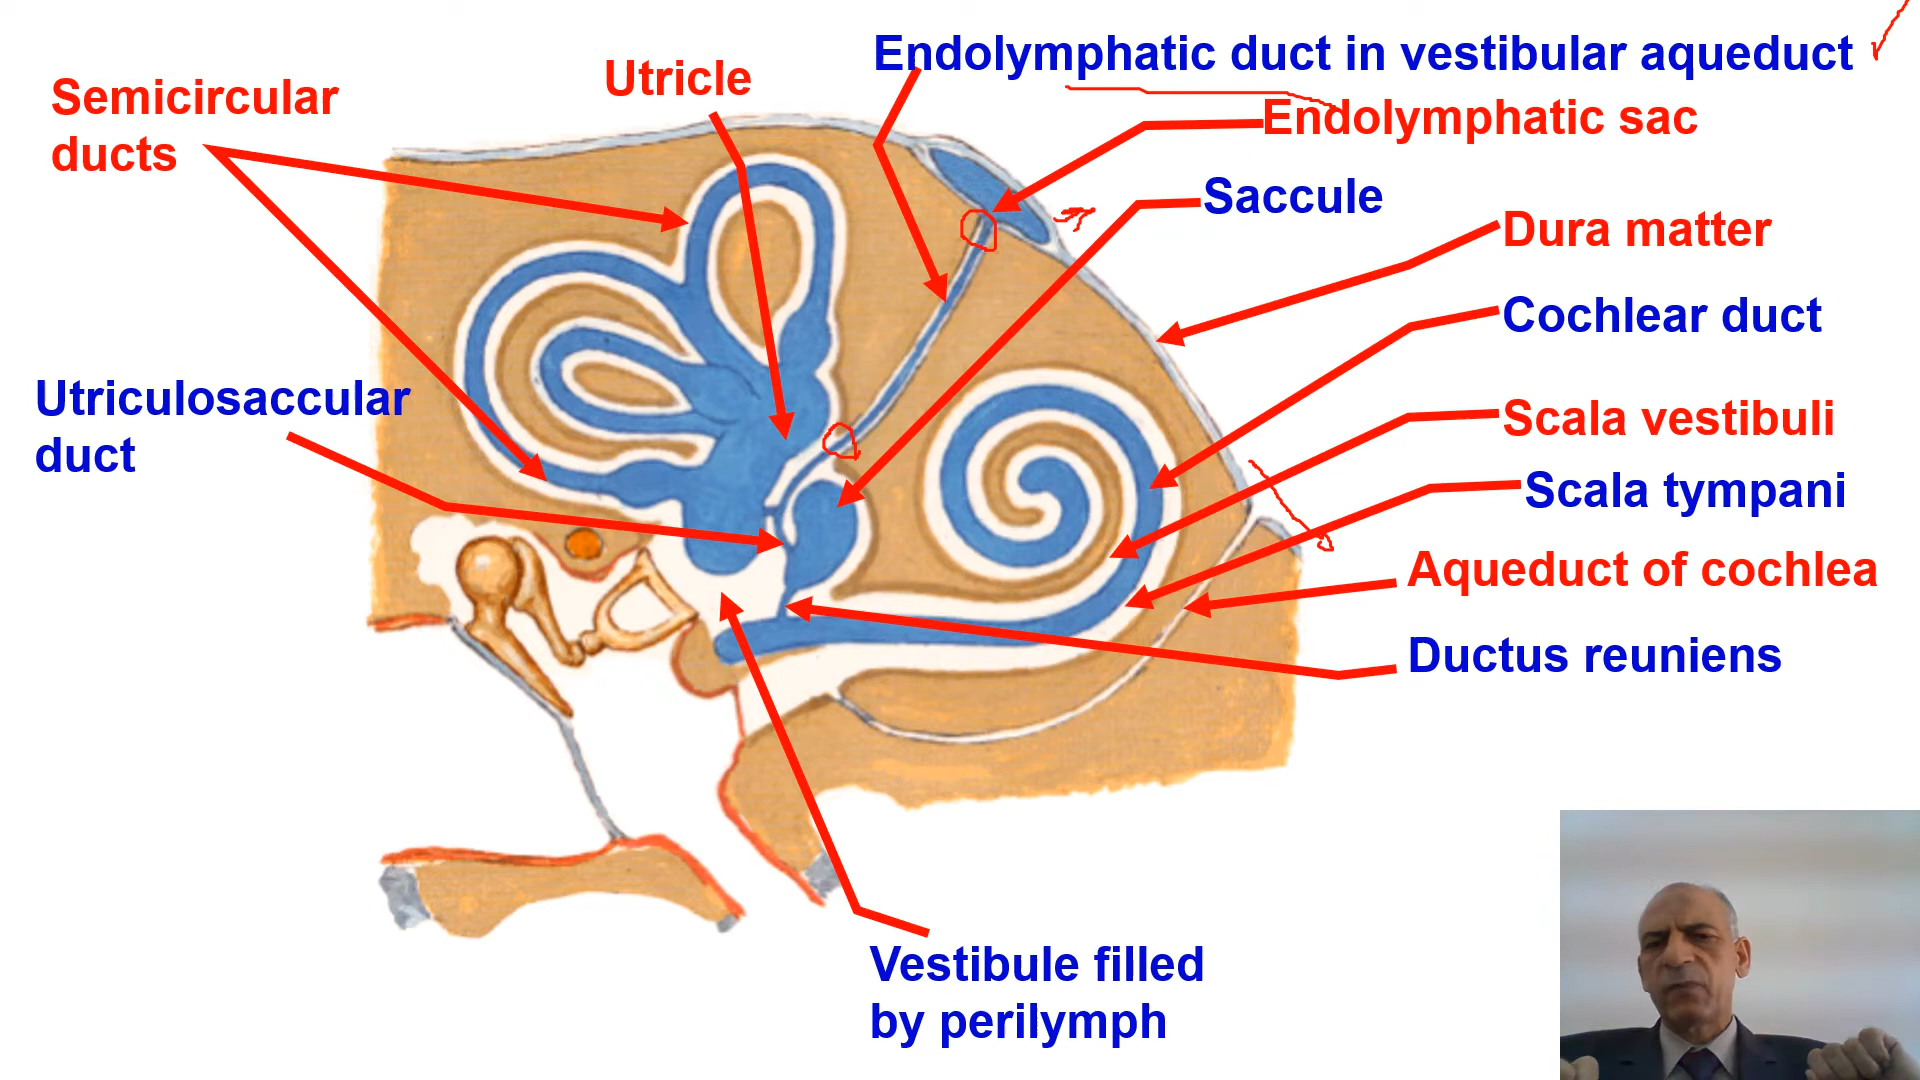 Endolymphatic duct in vestibular aqueduct
Utricle
Semicircular
ducts
Endolymphatic sac
Saccule
Dura matter
Cochlear duct
Utriculosaccular
duct
Scala vestibuli
Scala tympani
Aqueduct of cochlea
Ductus reuniens
Vestibule filled
by perilymph